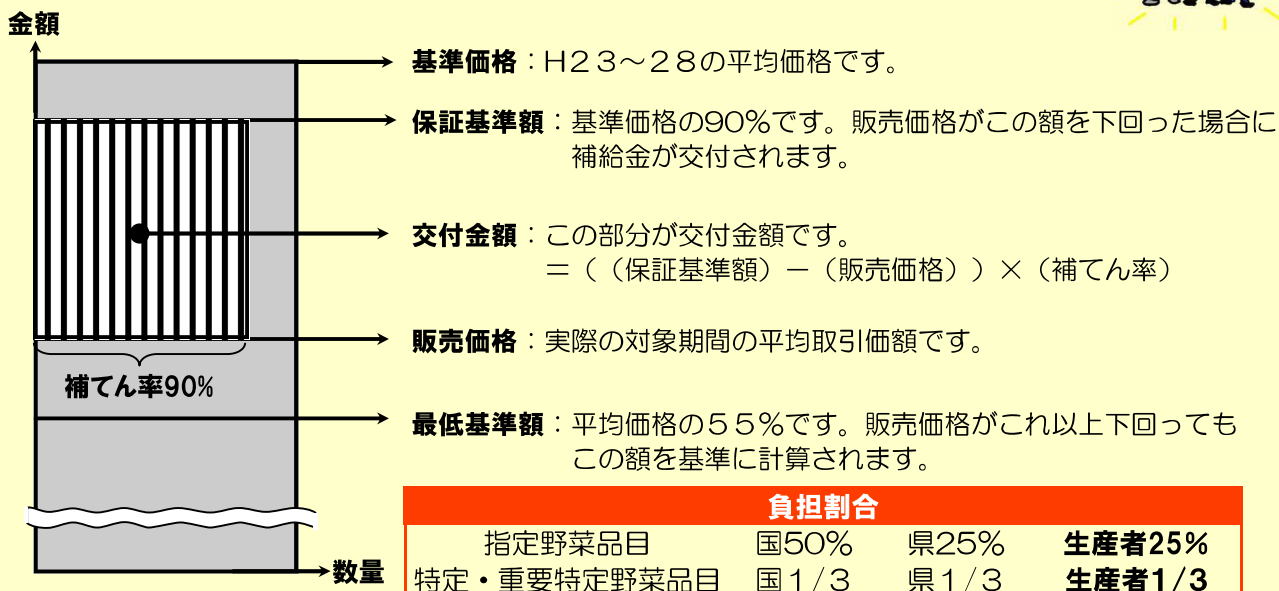 金額
基準価格：Ｈ２３～２８の平均価格です。
保証基準額：基準価格の90％です。販売価格がこの額を下回った場合に
補給金が交付されます。
交付金額：この部分が交付金額です。
＝（（保証基準額）－（販売価格））×（補てん率）
販売価格：実際の対象期間の平均取引価額です。
補てん率90%
最低基準額：平均価格の５５％です。販売価格がこれ以上下回っても
この額を基準に計算されます。
数量
負担割合
指定野菜品目 国50％ 県25％ 生産者25％
特定・重要特定野菜品目 国１/３ 県１/３ 生産者1/3